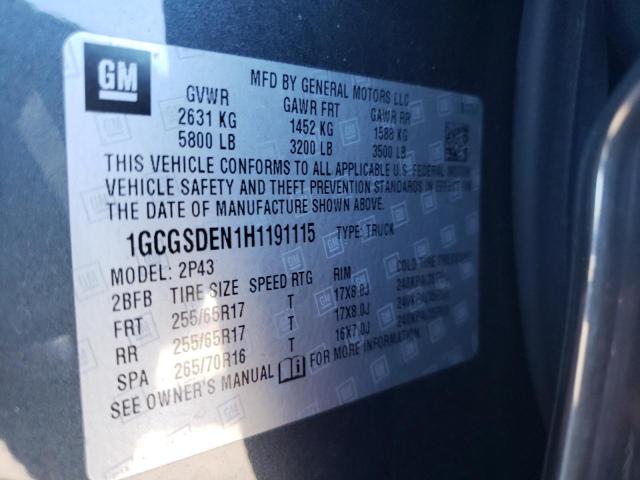 GM
MFD BY GENERAL MOTORS LLC
GVWR GAWR FRT GAWR RR
2631 KG 1452 KG 1588 KG
5800 LB 3200 LB 3500 LB
THIS VEHICLE CONFORMS TO ALL APPLICABLE U.S. FEDERAL MOTOR
VEHICLE SAFETY AND THEFT PREVENTION STANDARDS IN EFFECT ON
THE DATE OF MANUFACTURE SHOWN ABOVE.
1GCGSDEN1H1191115 TYPE: TRUCK
MODEL: 2P43
2BFB TIRE SIZE SPEED RTG RIM COLD TIRE PRESSURE
FRT 255/65R17 T 17X8.0J
RR 255/65R17 T 17X8.0J
SPA 265/70R16 T 16X7.0J
SEE OWNER'S MANUAL FOR MORE INFORMATION